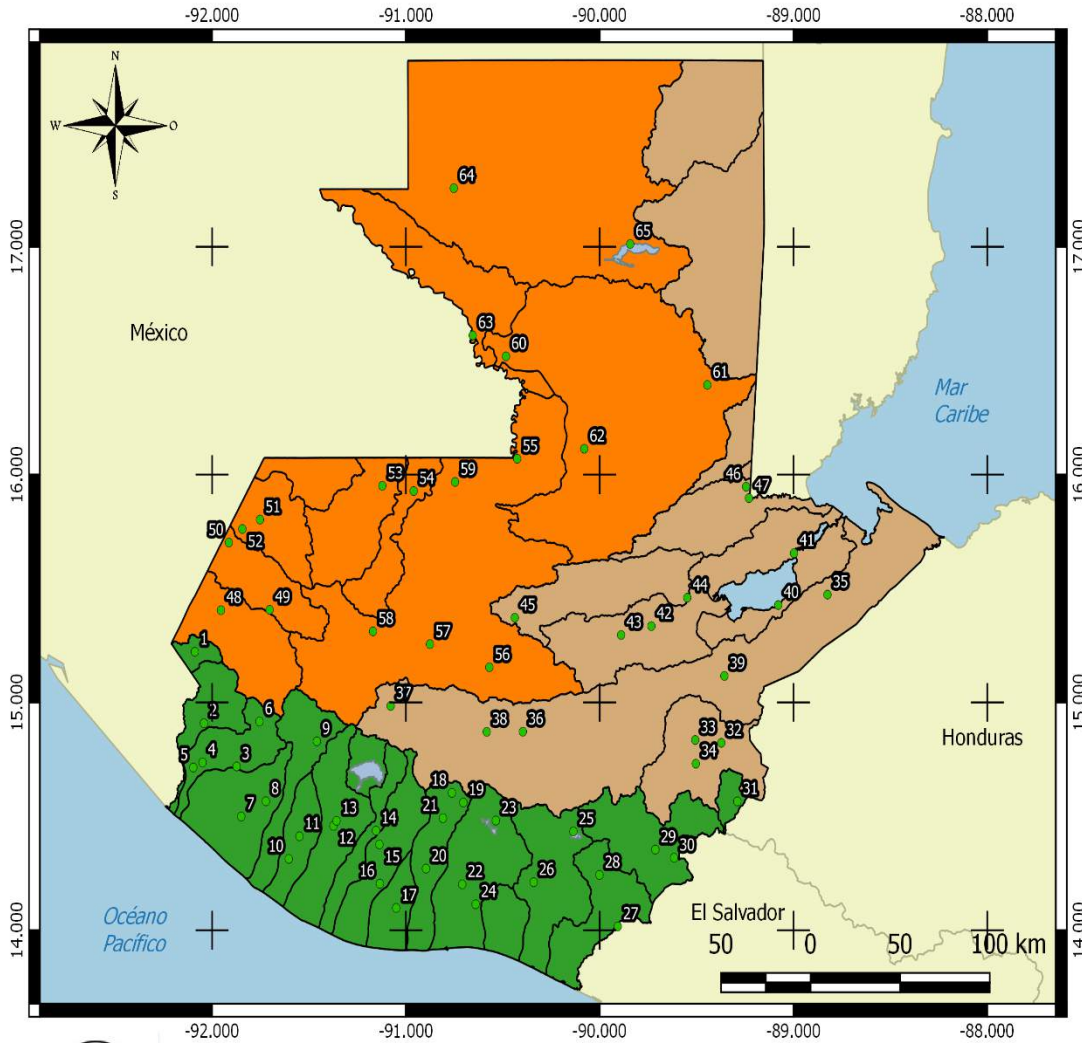 -92.000 -91.000 -90.000 -89.000 -88.000
N
W O
S
64
17.000 65 17.000
63
México 60
61
Mar
Caribe
62
55
16.000 53 54 59 16.000
46 47
51
50
52
41
35
48 49 44 40
45
58 43 42
1 57
56
39
15.000 37 15.000
2 6 38 36
9 33 32 Honduras
5 4 3 34
18 19 31
7 8 13 21 23 25
14 29
11 12 30
10 15 20 28
16 22 26
17 24
Océano 27 El Salvador
Pacífico
14.000 14.000
50 0 50 100 km
-92.000 -91.000 -90.000 -89.000 -88.000